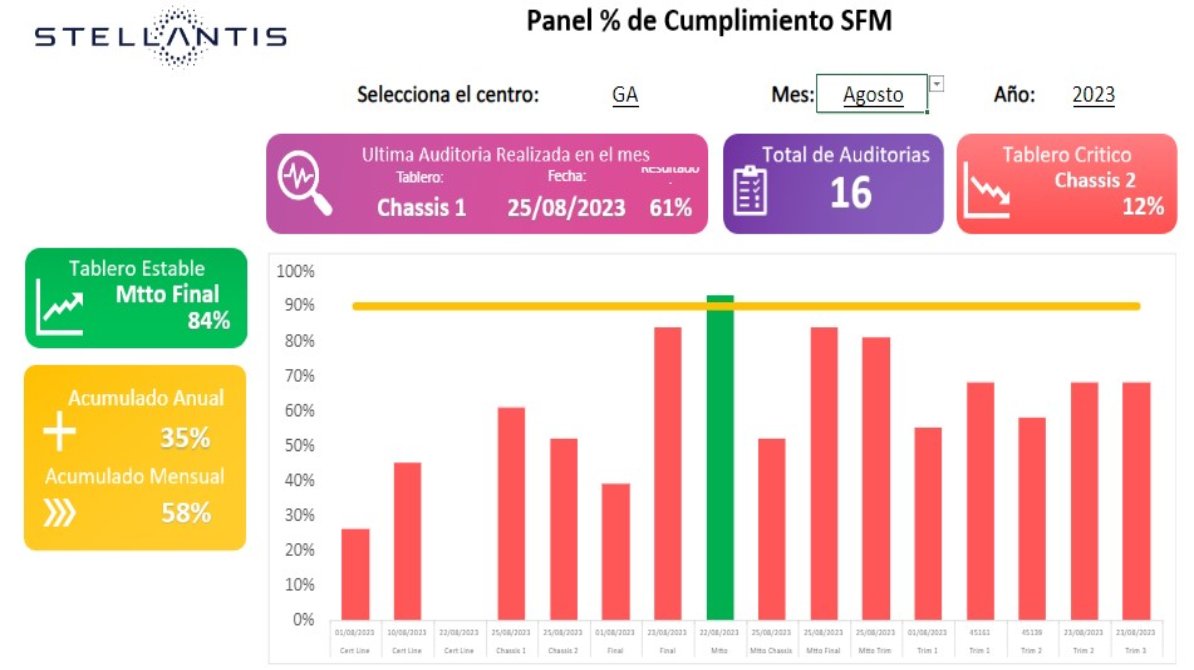 STELLANTIS
Panel % de Cumplimiento SFM
Selecciona el centro: GA Mes: Agosto Año: 2023
Ultima Auditoria Realizada en el mes
Tablero: Fecha: Resultado
Chassis 1 25/08/2023 61%
Total de Auditorias
16
Tablero Critico
Chassis 2
12%
Tablero Estable
Mtto Final
84%
Acumulado Anual
35%
Acumulado Mensual
58%
100%
90%
80%
70%
60%
50%
40%
30%
20%
10%
0%
01/08/2023 10/08/2023 22/08/2023 25/08/2023 25/08/2023 01/08/2023 23/08/2023 22/08/2023 25/08/2023 25/08/2023 25/08/2023 01/08/2023 45161 45139 23/08/2023 23/08/2023
Cert Line Cert Line Cert Line Chassis 1 Chassis 2 Final Final Mtto Mtto Chassis Mtto Final Mtto Trim Trim 1 Trim 1 Trim 2 Trim 2 Trim 3